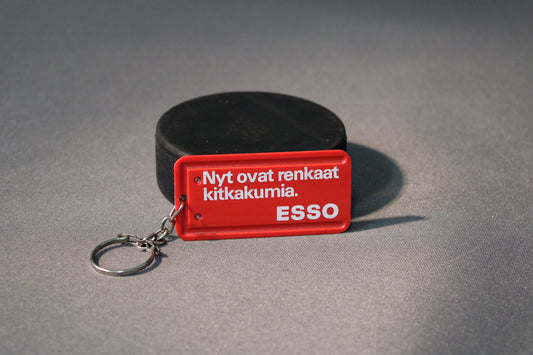 Nyt ovat renkaat
kitkakumia.
ESSO